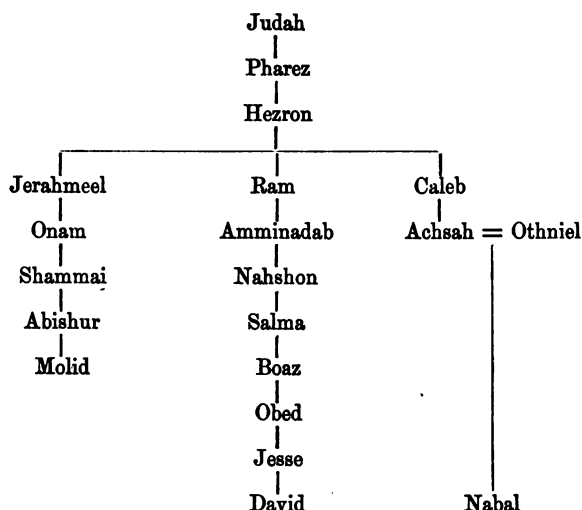 Judah
Pharez
Hezron
Jerahmeel Ram Caleb
Onam Amminadab Achsah = Othniel
Shammai Nahshon
Abishur Salma
Molid Boaz
Obed
Jesse
David Nabal